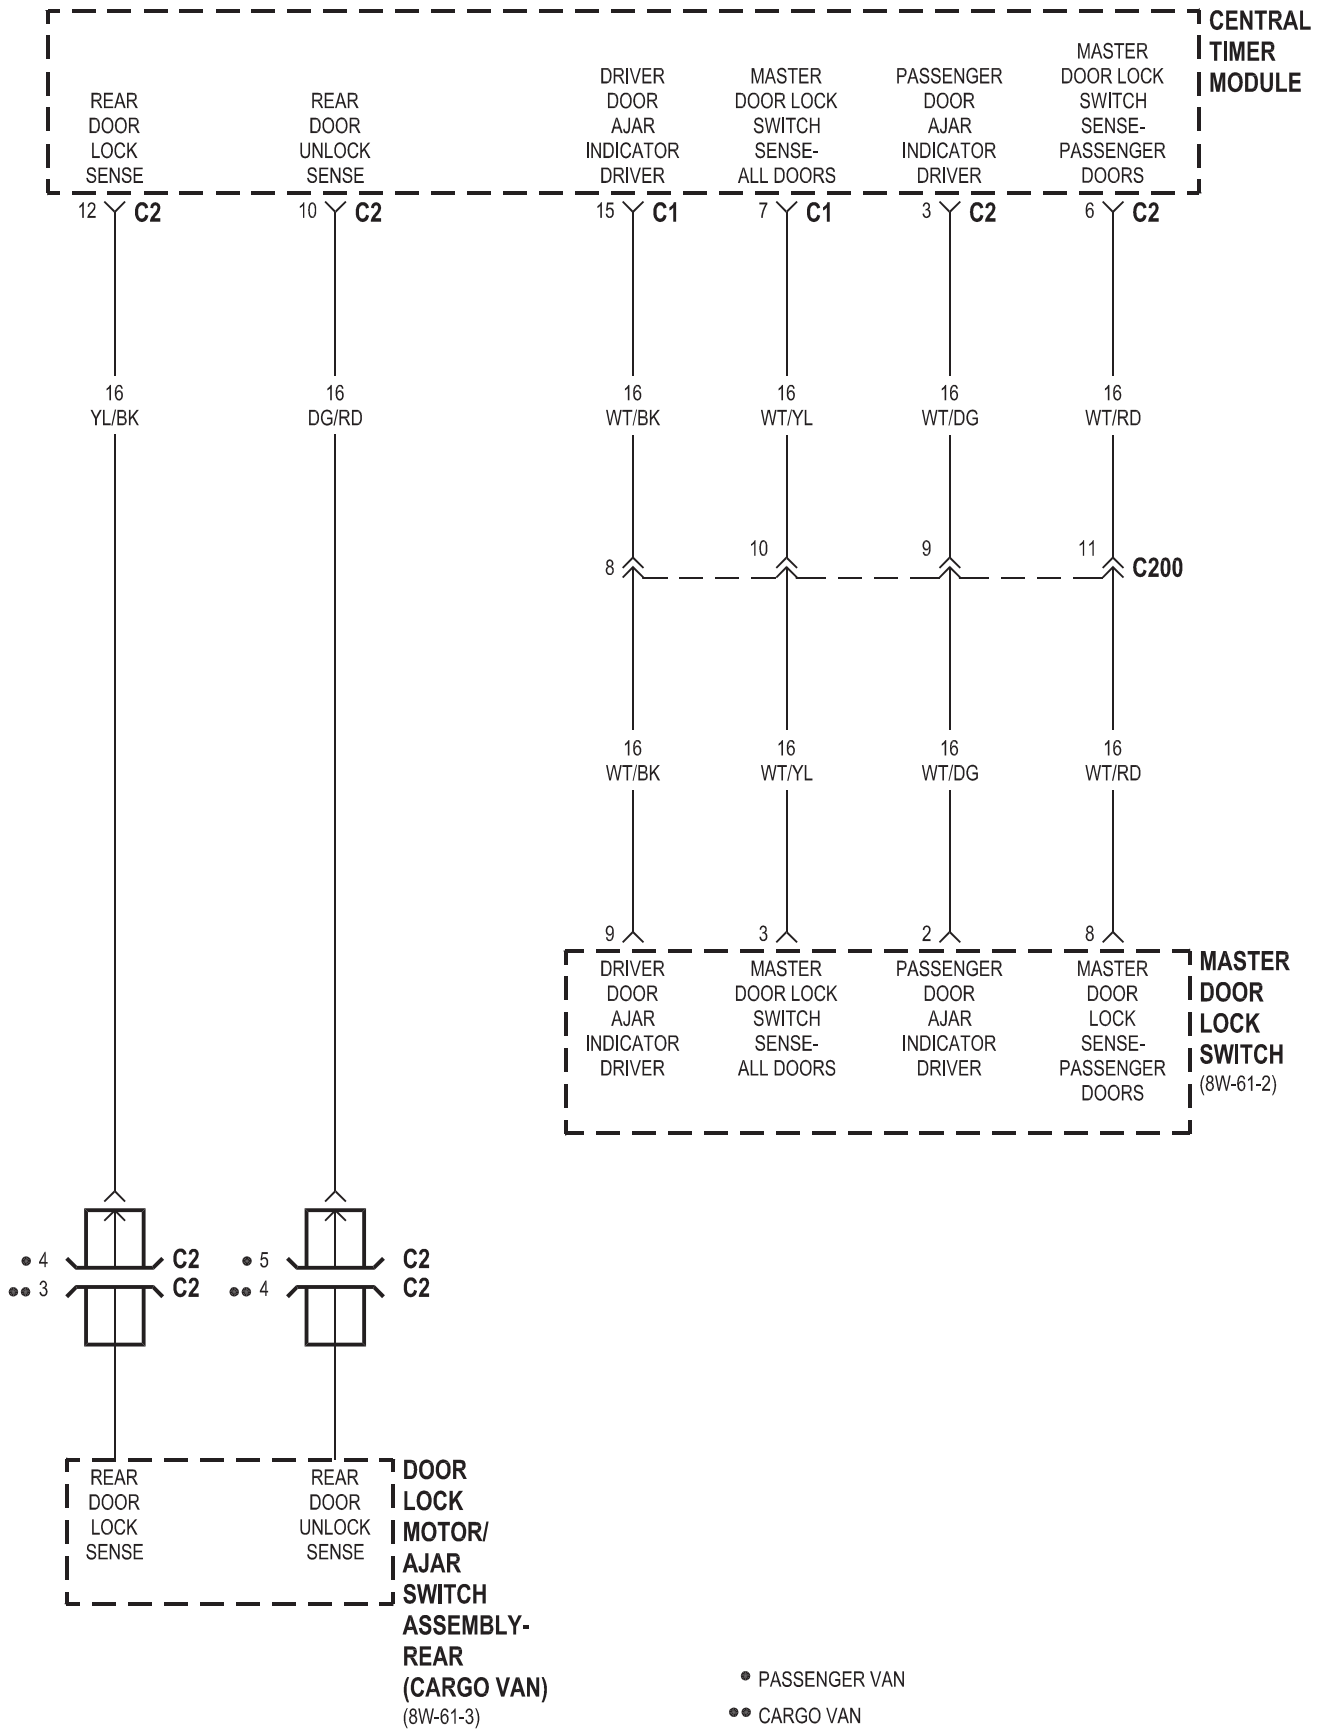 CENTRAL
TIMER
MODULE
REAR
DOOR
LOCK
SENSE
REAR
DOOR
UNLOCK
SENSE
DRIVER
DOOR
AJAR
INDICATOR
DRIVER
MASTER
DOOR LOCK
SWITCH
SENSE-
ALL DOORS
PASSENGER
DOOR
AJAR
INDICATOR
DRIVER
MASTER
DOOR LOCK
SWITCH
SENSE-
PASSENGER
DOORS
12 C2
10 C2
15 C1
7 C1
3 C2
6 C2
16
YL/BK
16
DG/RD
16
WT/BK
16
WT/YL
16
WT/DG
16
WT/RD
8
10
9
11
C200
16
WT/BK
16
WT/YL
16
WT/DG
16
WT/RD
9
3
2
8
DRIVER
DOOR
AJAR
INDICATOR
DRIVER
MASTER
DOOR LOCK
SWITCH
SENSE-
ALL DOORS
PASSENGER
DOOR
AJAR
INDICATOR
DRIVER
MASTER
DOOR
LOCK
SENSE-
PASSENGER
DOORS
MASTER
DOOR
LOCK
SWITCH
(8W-61-2)
• 4 C2
•• 3 C2
• 5 C2
•• 4 C2
REAR
DOOR
LOCK
SENSE
REAR
DOOR
UNLOCK
SENSE
DOOR
LOCK
MOTOR/
AJAR
SWITCH
ASSEMBLY-
REAR
(CARGO VAN)
(8W-61-3)
• PASSENGER VAN
•• CARGO VAN